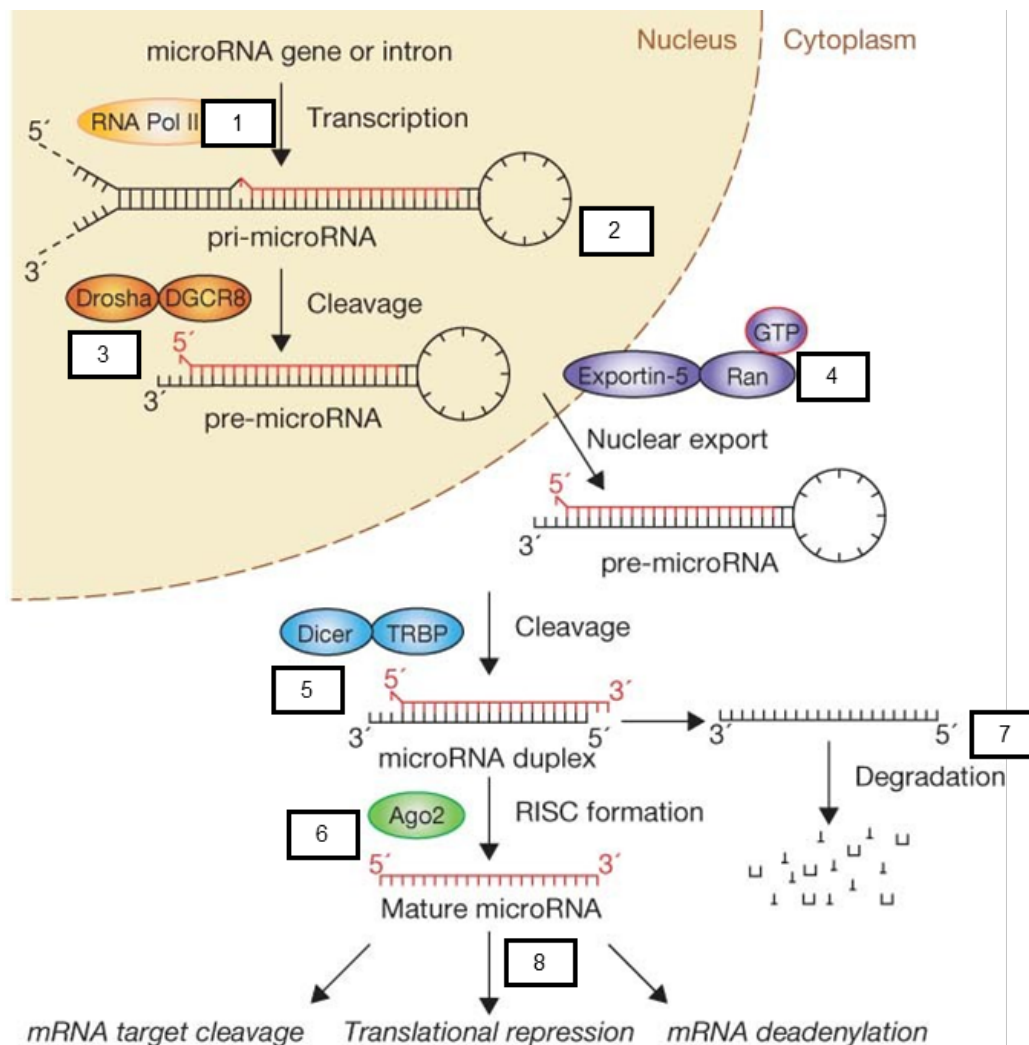 Nucleus
Cytoplasm
microRNA gene or intron
RNA Pol II
1
Transcription
5´
3´
pri-microRNA
2
Drosha
DGCR8
Cleavage
3
5´
3´
pre-microRNA
GTP
Exportin-5
Ran
4
Nuclear export
5´
3´
pre-microRNA
Dicer
TRBP
Cleavage
5
5´
3´
3´
5´
microRNA duplex
3´
5´
7
Degradation
Ago2
RISC formation
6
5´
3´
Mature microRNA
8
mRNA target cleavage
Translational repression
mRNA deadenylation